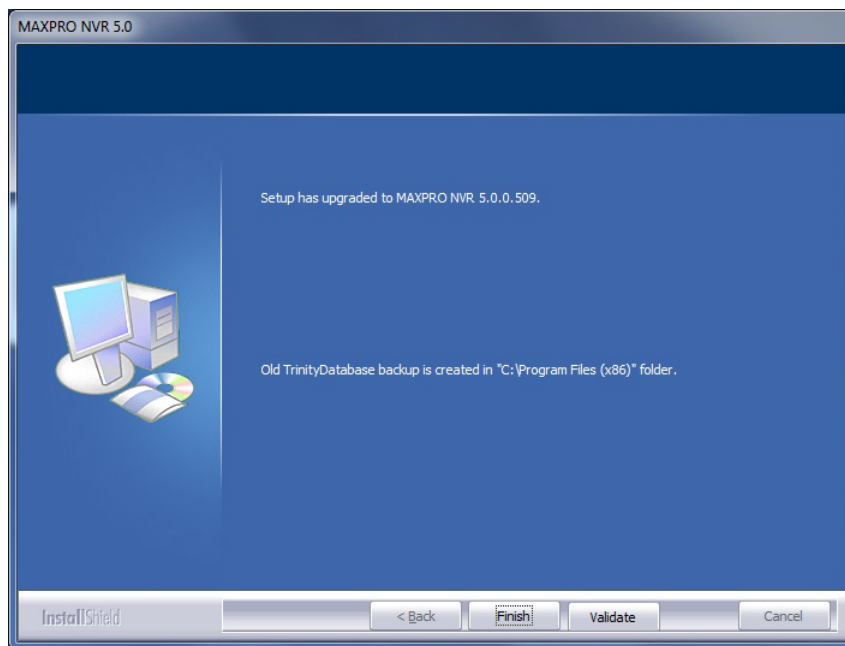 MAXPRO NVR 5.0
Setup has upgraded to MAXPRO NVR 5.0.0.509.
Old TrinityDatabase backup is created in "C:\Program Files (x86)" folder.
InstallShield
< Back
Finish
Validate
Cancel